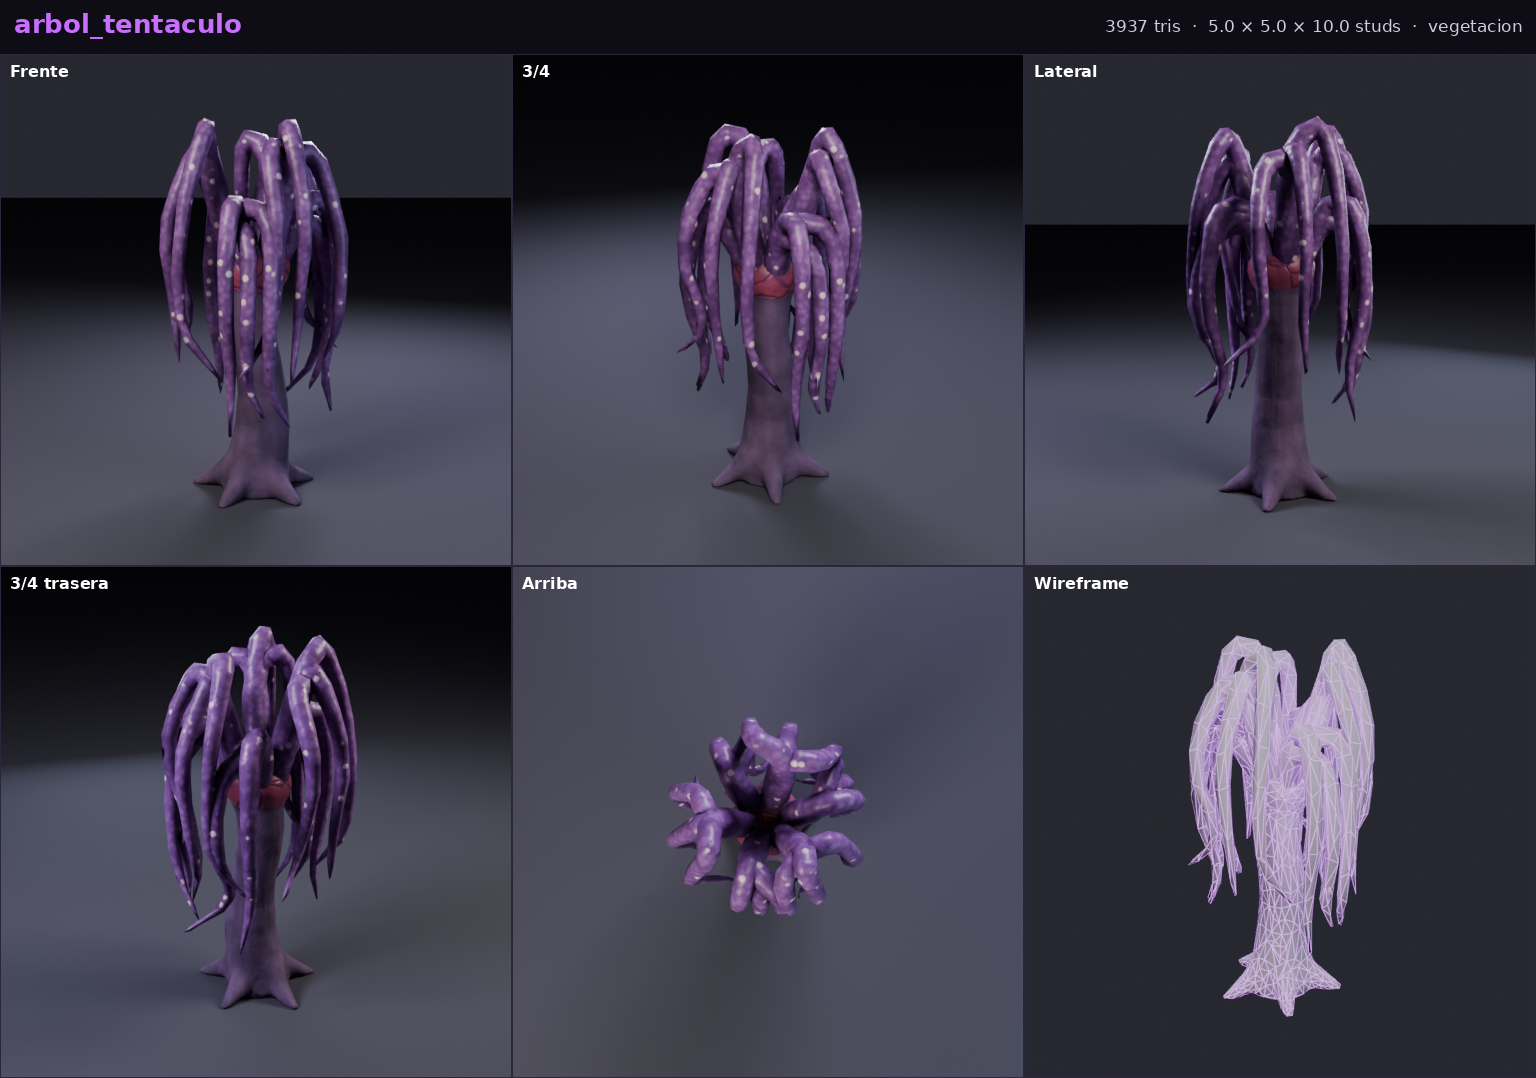 arbol_tentaculo
3937 tris · 5.0 × 5.0 × 10.0 studs · vegetacion
Frente
3/4
Lateral
3/4 trasera
Arriba
Wireframe